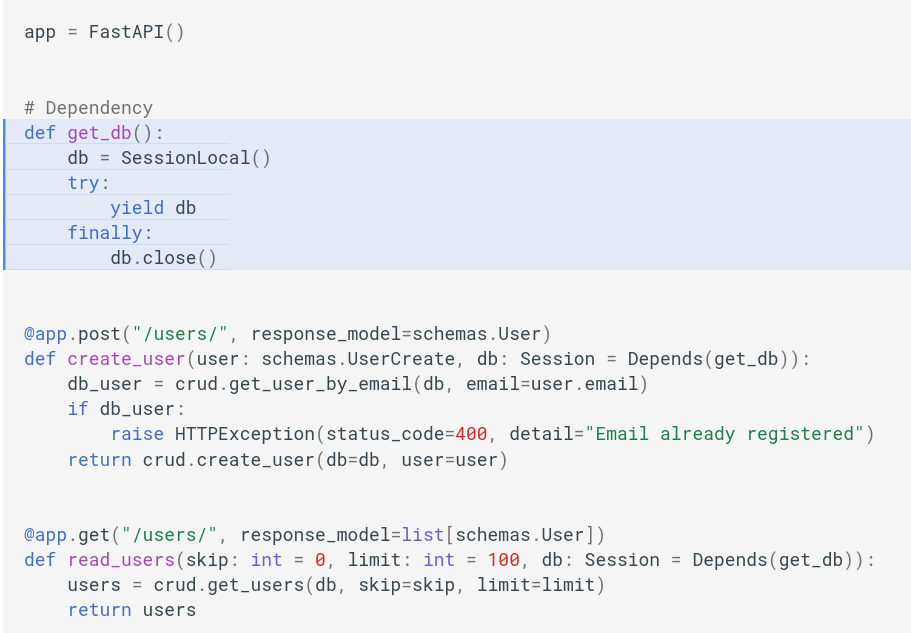 app = FastAPI()
# Dependency
def get_db():
    db = SessionLocal()
    try:
        yield db
    finally:
        db.close()
@app.post("/users/", response_model=schemas.User)
def create_user(user: schemas.UserCreate, db: Session = Depends(get_db)):
    db_user = crud.get_user_by_email(db, email=user.email)
    if db_user:
        raise HTTPException(status_code=400, detail="Email already registered")
    return crud.create_user(db=db, user=user)
@app.get("/users/", response_model=list[schemas.User])
def read_users(skip: int = 0, limit: int = 100, db: Session = Depends(get_db)):
    users = crud.get_users(db, skip=skip, limit=limit)
    return users